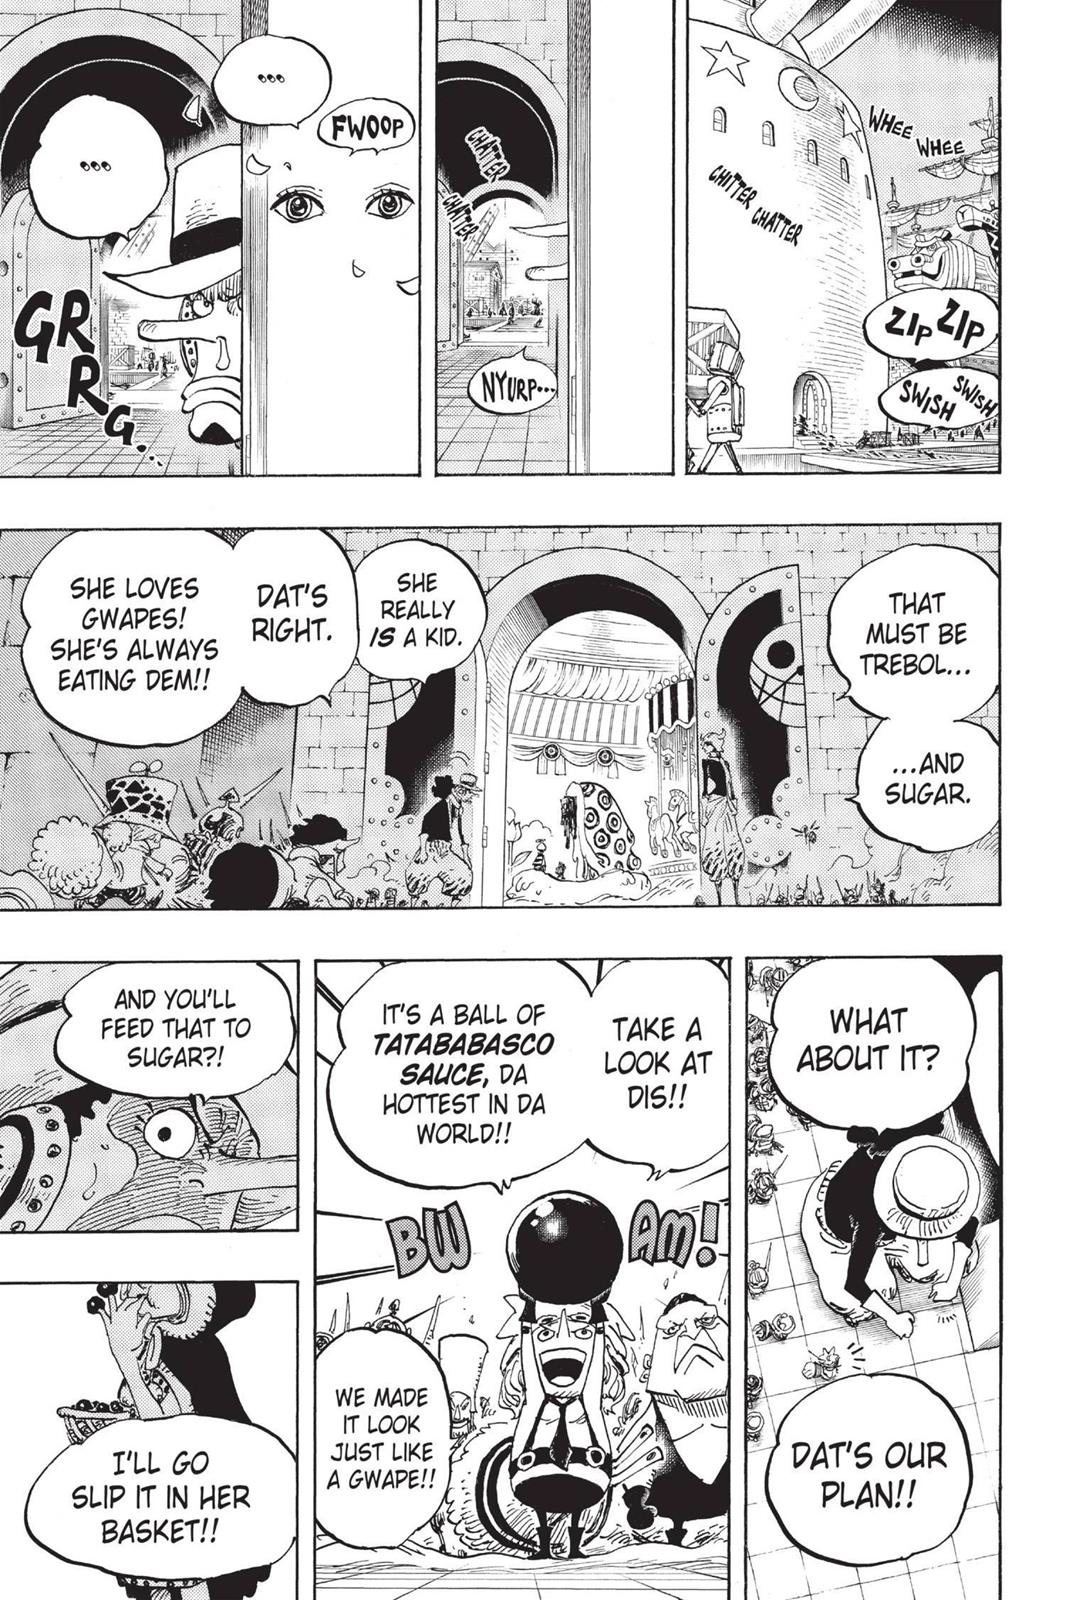 WHEE
WHEE
CHITTER CHATTER
ZIP ZIP
SWISH SWISH
CHATTER
CHATTER
NYURP...
...
FWOOP
...
GRRRG...
THAT
MUST BE
TREBOL...
...AND
SUGAR.
SHE
REALLY
IS A KID.
DAT'S
RIGHT.
SHE LOVES
GWAPES!
SHE'S ALWAYS
EATING DEM!!
WHAT
ABOUT IT?
DAT'S OUR
PLAN!!
TAKE A
LOOK AT
DIS!!
IT'S A BALL OF
TATABABASCO
SAUCE, DA
HOTTEST IN DA
WORLD!!
BWAM!
WE MADE
IT LOOK
JUST LIKE
A GWAPE!!
AND YOU'LL
FEED THAT TO
SUGAR?!
I'LL GO
SLIP IT IN HER
BASKET!!